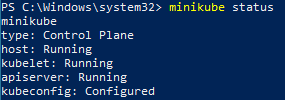 PS C:\Windows\system32> minikube status
minikube
type: Control Plane
host: Running
kubelet: Running
apiserver: Running
kubeconfig: Configured